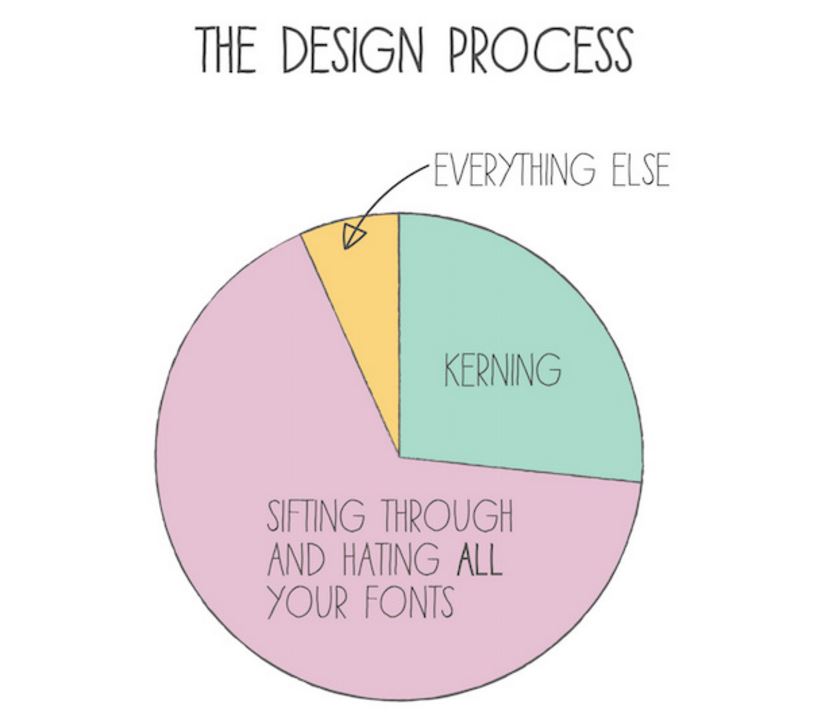 THE DESIGN PROCESS
EVERYTHING ELSE
KERNING
SIFTING THROUGH
AND HATING ALL
YOUR FONTS